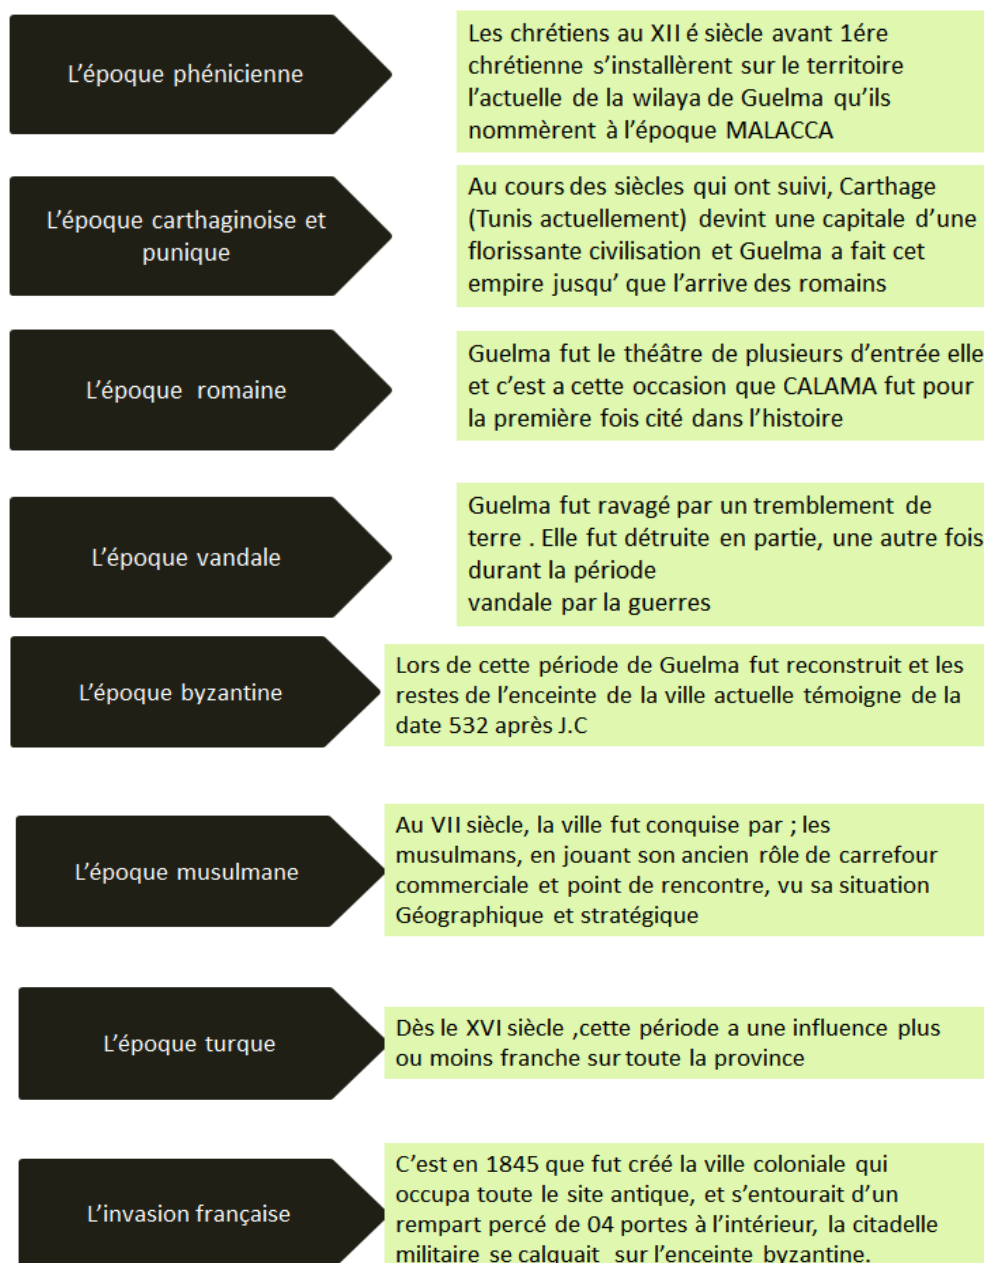 L’époque phénicienne
Les chrétiens au XII é siècle avant 1ére
chrétienne s’installèrent sur le territoire
l’actuelle de la wilaya de Guelma qu’ils
nommèrent à l’époque MALACCA
L’époque carthaginoise et
punique
Au cours des siècles qui ont suivi, Carthage
(Tunis actuellement) devint une capitale d’une
florissante civilisation et Guelma a fait cet
empire jusqu’ que l’arrive des romains
L’époque romaine
Guelma fut le théâtre de plusieurs d’entrée elle
et c’est a cette occasion que CALAMA fut pour
la première fois cité dans l’histoire
L’époque vandale
Guelma fut ravagé par un tremblement de
terre . Elle fut détruite en partie, une autre fois
durant la période
vandale par la guerres
L’époque byzantine
Lors de cette période de Guelma fut reconstruit et les
restes de l’enceinte de la ville actuelle témoigne de la
date 532 après J.C
L’époque musulmane
Au VII siècle, la ville fut conquise par ; les
musulmans, en jouant son ancien rôle de carrefour
commerciale et point de rencontre, vu sa situation
Géographique et stratégique
L’époque turque
Dès le XVI siècle ,cette période a une influence plus
ou moins franche sur toute la province
L’invasion française
C’est en 1845 que fut créé la ville coloniale qui
occupa toute le site antique, et s’entourait d’un
rempart percé de 04 portes à l’intérieur, la citadelle
militaire se calquait sur l’enceinte byzantine.